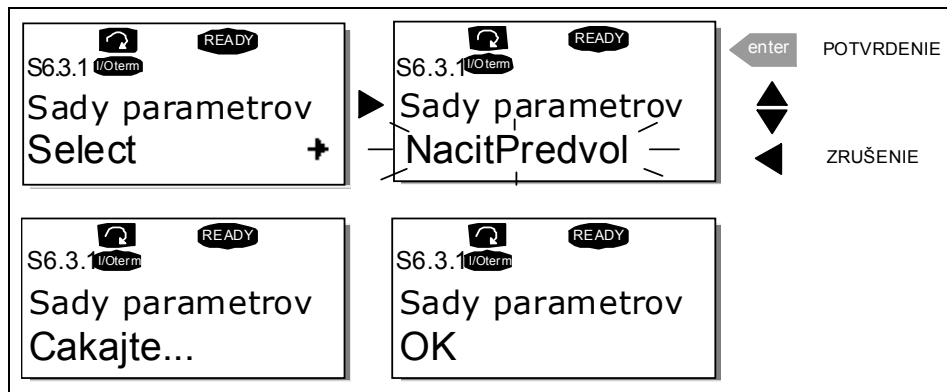 READY
S6.3.1 I/Oterm
Sady parametrov
Select
READY
S6.3.1 I/Oterm
Sady parametrov
NacitPredvol
enter POTVRDENIE
ZRUŠENIE
READY
S6.3.1 I/Oterm
Sady parametrov
Cakajte...
READY
S6.3.1 I/Oterm
Sady parametrov
OK